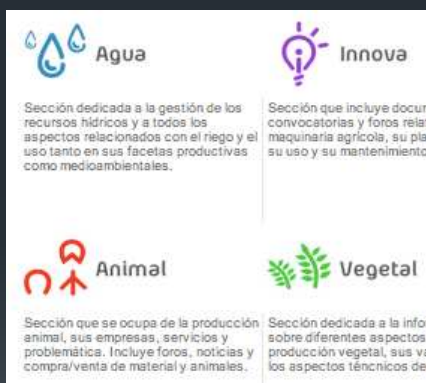 Agua
Sección dedicada a la gestión de los
recursos hídricos y a todos los
aspectos relacionados con el riego y el
uso tanto en sus facetas productivas
como medioambientales.
Innova
Sección que incluye docum
convocatorias y foros rela
maquinaria agrícola, su pla
su uso y su mantenimiento
Animal
Sección que se ocupa de la producción
animal, sus empresas, servicios y
problemática. Incluye foros, noticias y
compra/venta de material y animales.
Vegetal
Sección dedicada a la info
sobre diferentes aspectos
producción vegetal, sus va
los aspectos téncnicos de